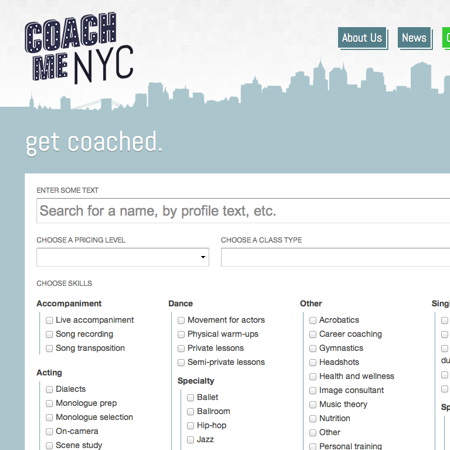 COACH
ME NYC
About Us
News
get coached.
ENTER SOME TEXT
Search for a name, by profile text, etc.
CHOOSE A PRICING LEVEL
CHOOSE A CLASS TYPE
CHOOSE SKILLS
Accompaniment
Live accompaniment
Song recording
Song transposition
Acting
Dialects
Monologue prep
Monologue selection
On-camera
Scene study
Dance
Movement for actors
Physical warm-ups
Private lessons
Semi-private lessons
Specialty
Ballet
Ballroom
Hip-hop
Jazz
Other
Acrobatics
Career coaching
Gymnastics
Headshots
Health and wellness
Image consultant
Music theory
Nutrition
Other
Personal training
Sing
du
Sp